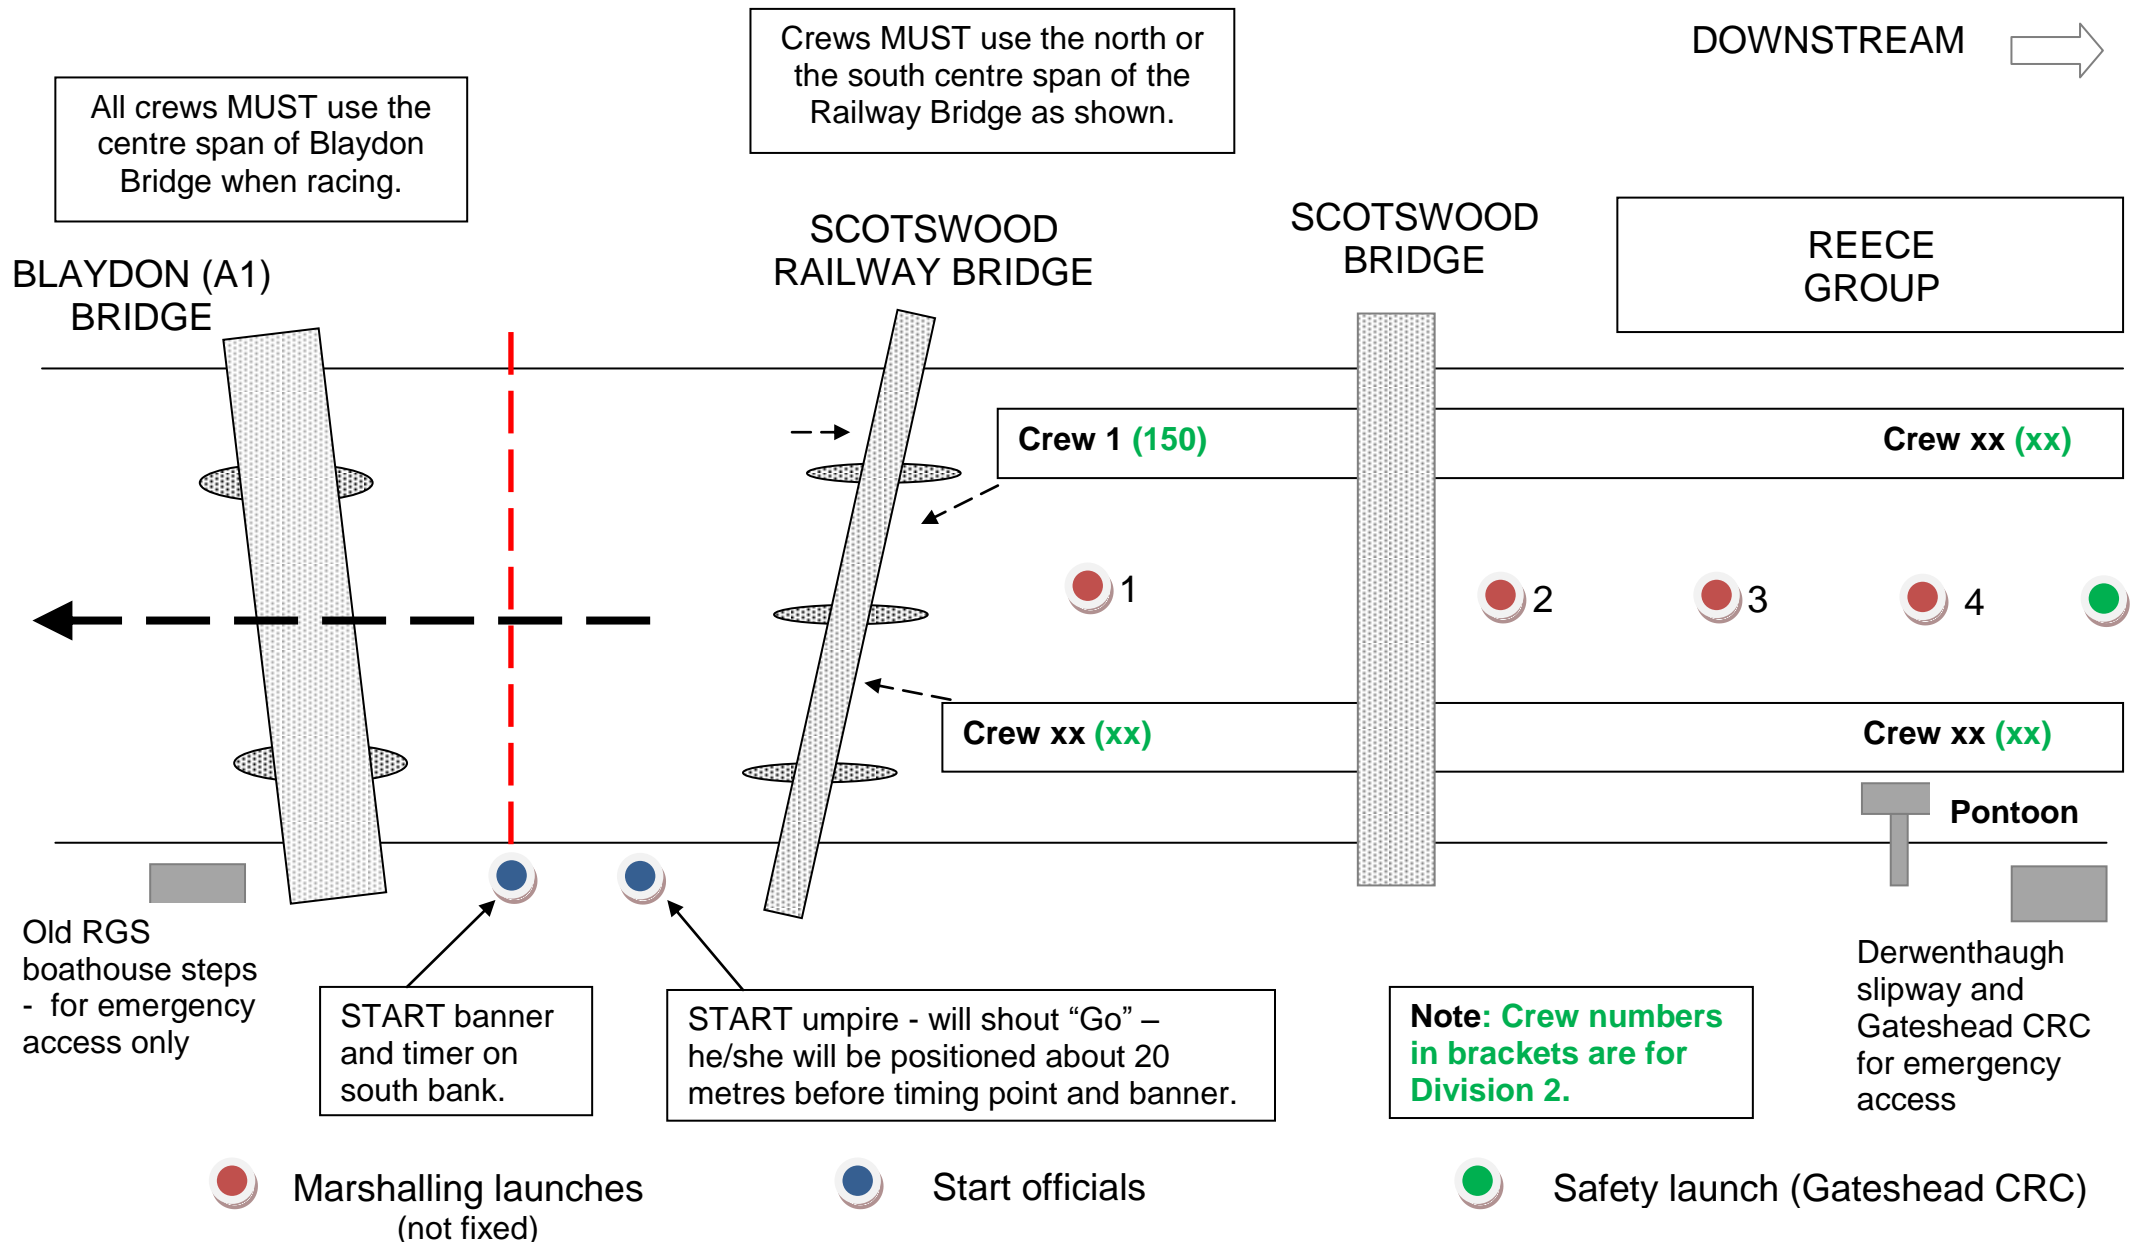 Crews MUST use the north or
the south centre span of the
Railway Bridge as shown.
DOWNSTREAM
All crews MUST use the
centre span of Blaydon
Bridge when racing.
BLAYDON (A1)
BRIDGE
SCOTSWOOD
RAILWAY BRIDGE
SCOTSWOOD
BRIDGE
REECE
GROUP
Crew 1 (150)
Crew xx (xx)
1
2
3
4
Crew xx (xx)
Crew xx (xx)
Pontoon
Old RGS
boathouse steps
- for emergency
access only
START banner
and timer on
south bank.
START umpire - will shout “Go” –
he/she will be positioned about 20
metres before timing point and banner.
Note: Crew numbers
in brackets are for
Division 2.
Derwenthaugh
slipway and
Gateshead CRC
for emergency
access
Marshalling launches
(not fixed)
Start officials
Safety launch (Gateshead CRC)